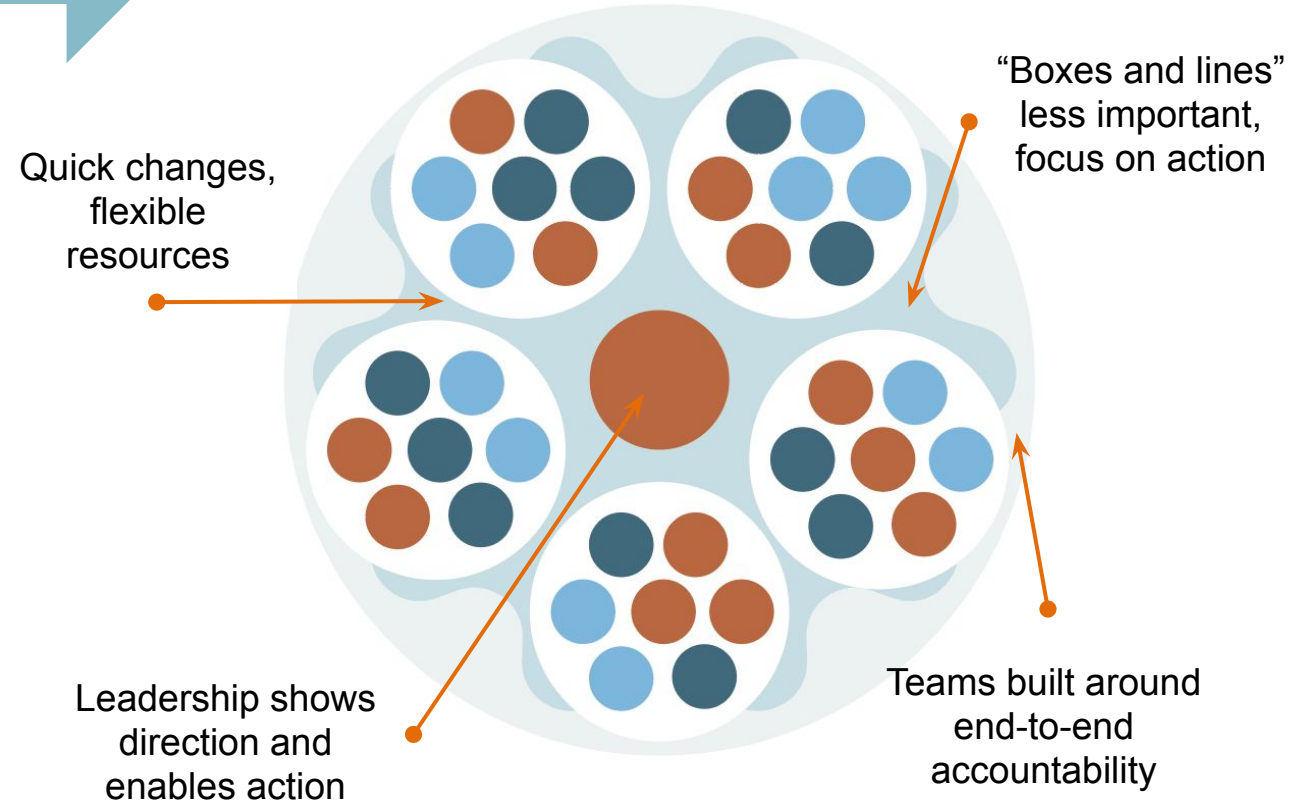 Quick changes,
flexible
resources
“Boxes and lines”
less important,
focus on action
Leadership shows
direction and
enables action
Teams built around
end-to-end
accountability